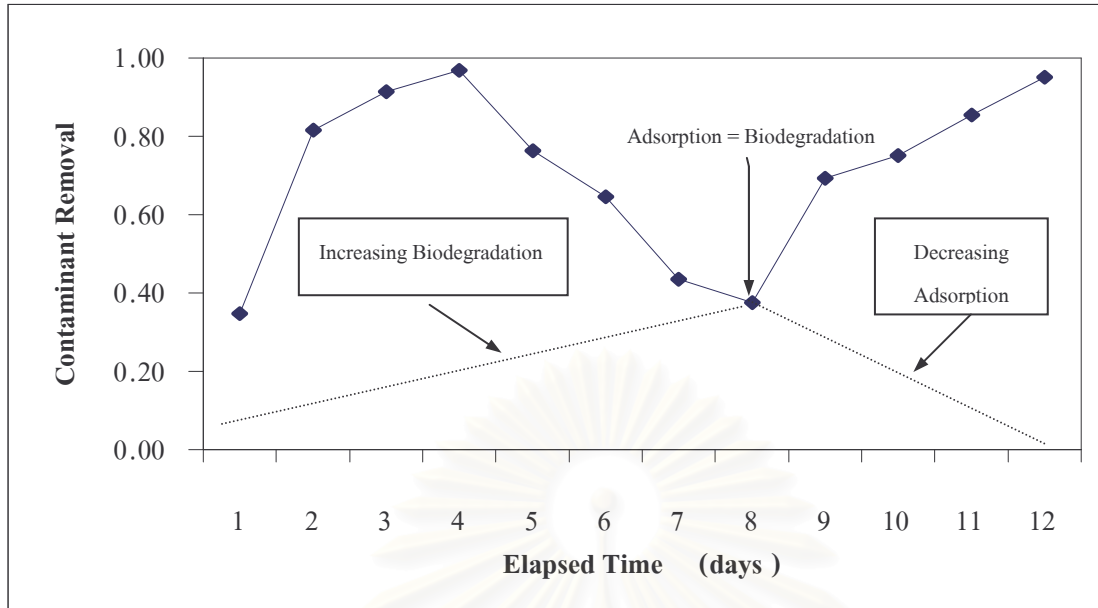 1.00
0.80
0.60
0.40
0.20
0.00
Contaminant Removal
Adsorption = Biodegradation
Increasing Biodegradation
Decreasing
Adsorption
1 2 3 4 5 6 7 8 9 10 11 12
Elapsed Time (days )